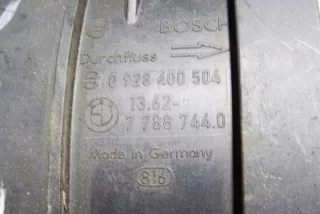 BOSCH
Durchfluss
0 928 400 504
13.62-
7 788 744.0
Made in Germany
816